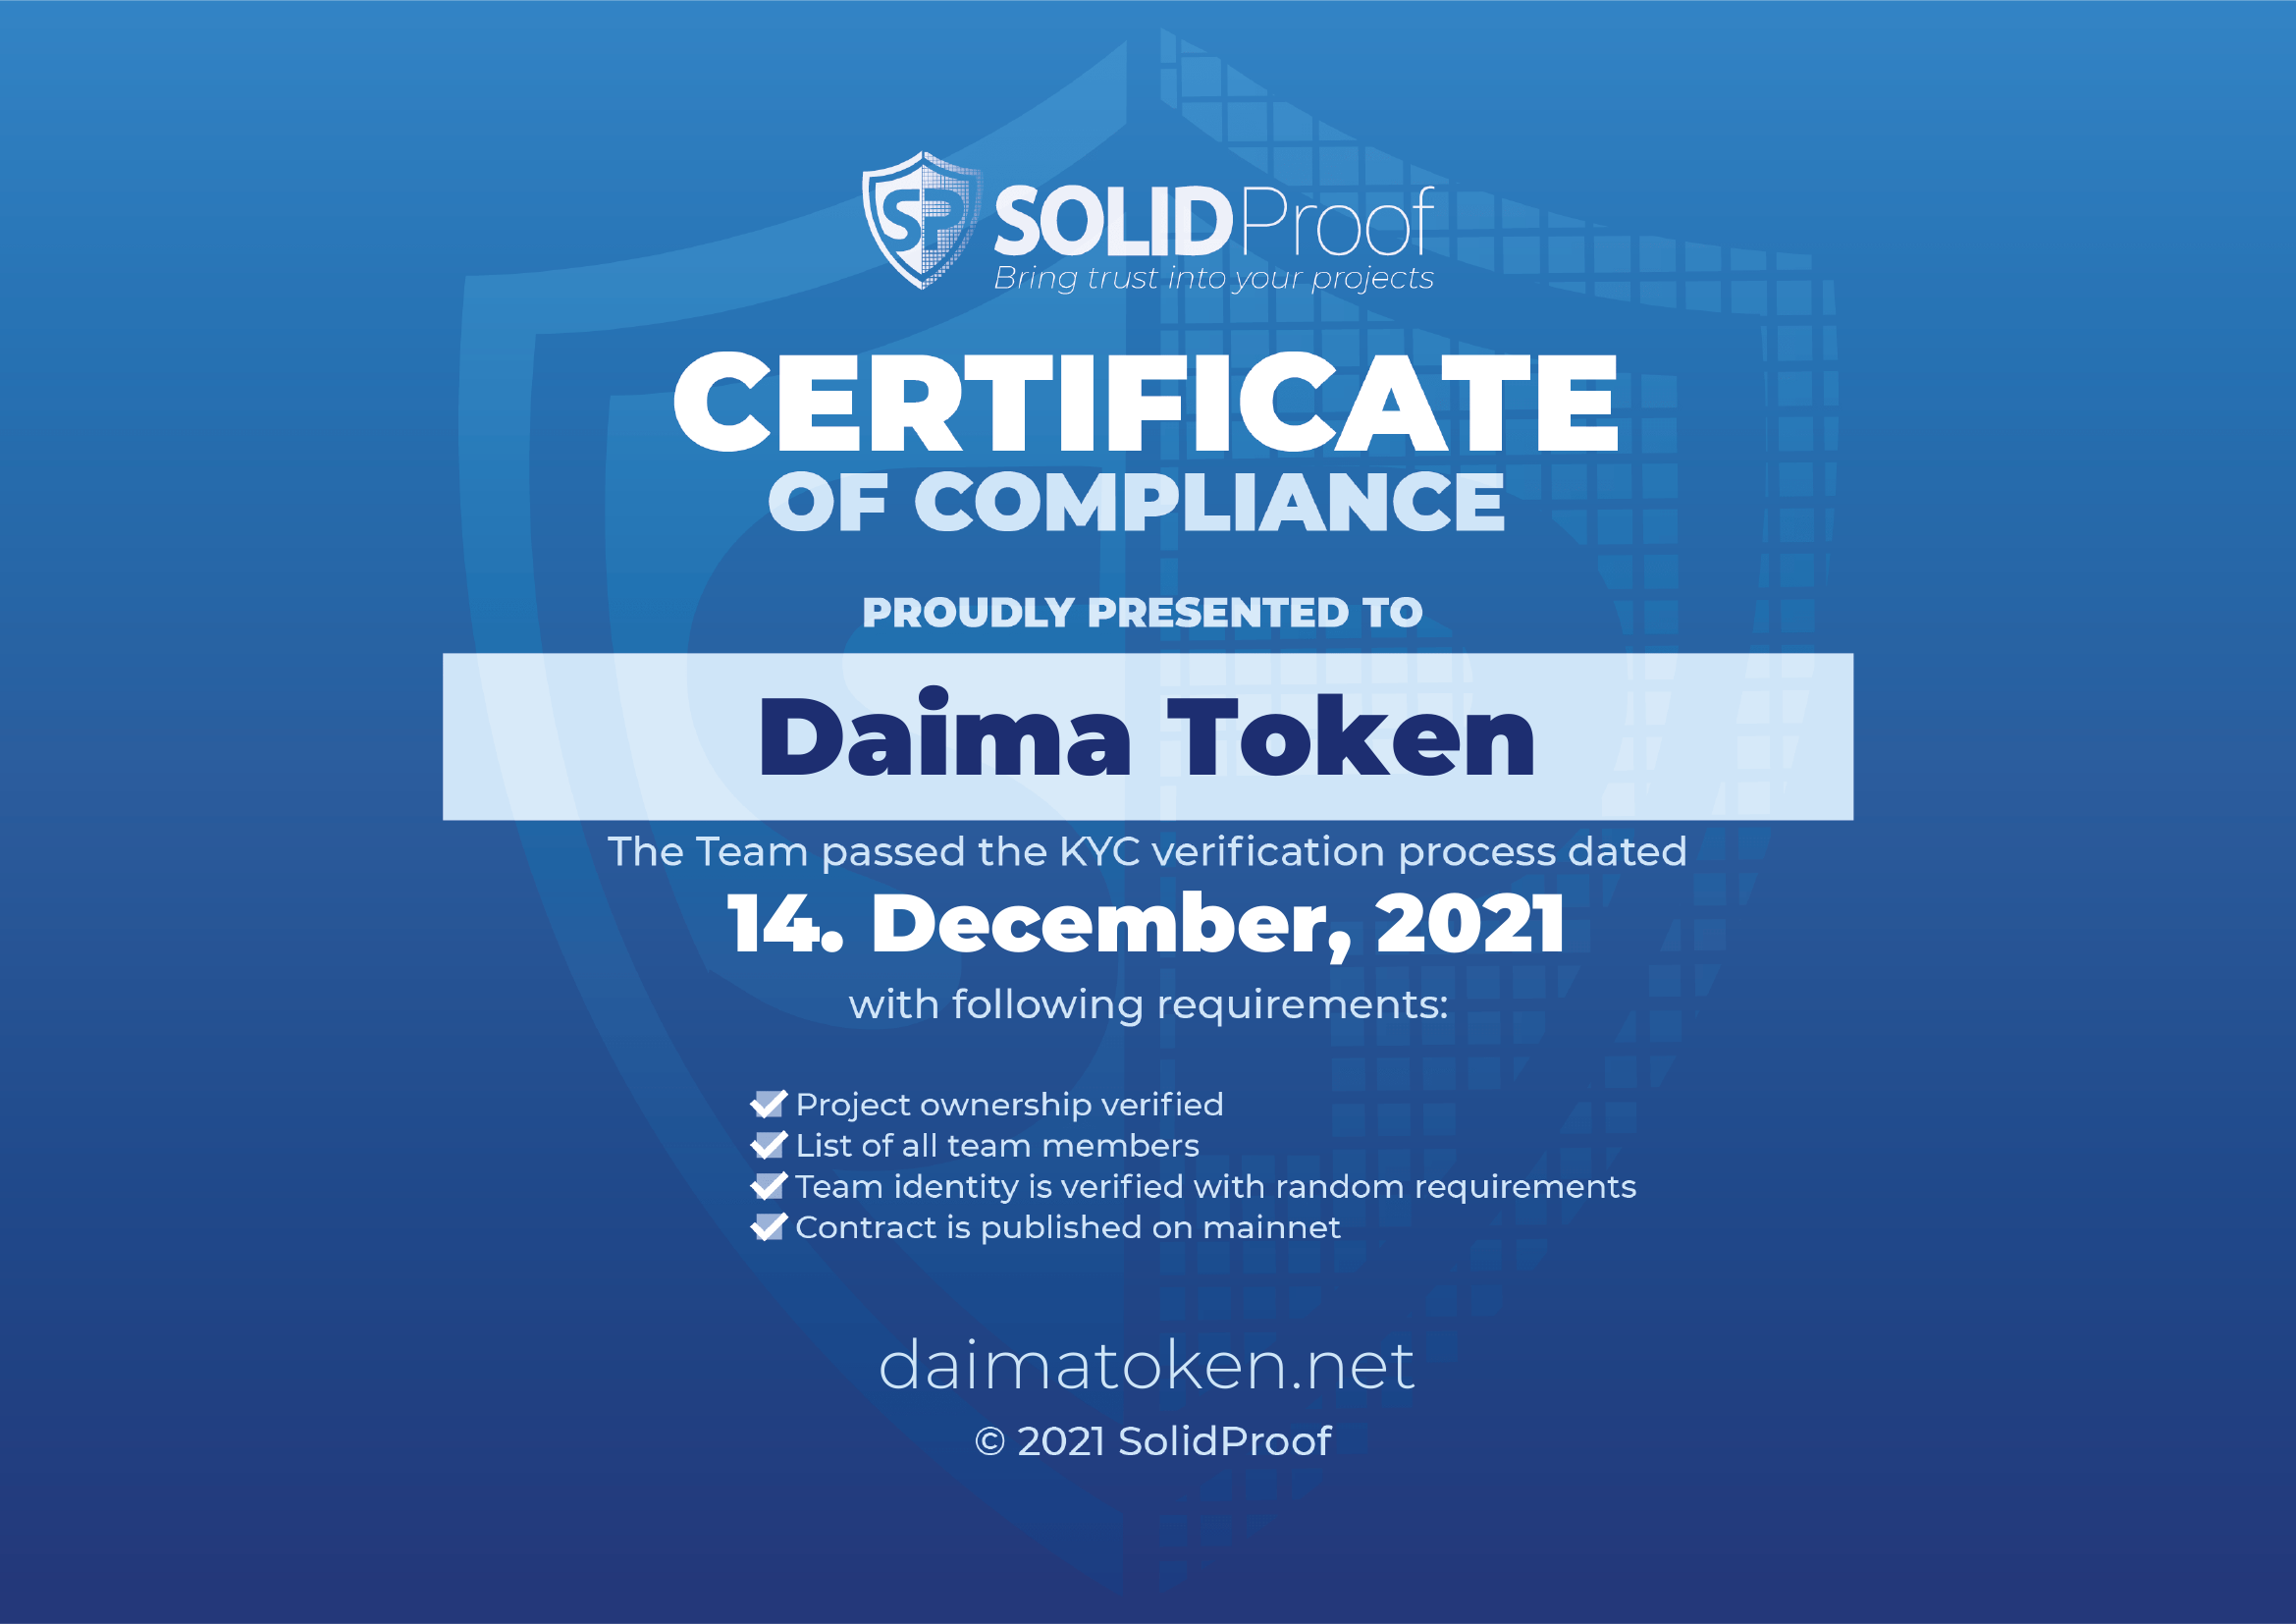 SP SOLIDProof
Bring trust into your projects
CERTIFICATE
OF COMPLIANCE
PROUDLY PRESENTED TO
Daima Token
The Team passed the KYC verification process dated
14. December, 2021
with following requirements:
Project ownership verified
List of all team members
Team identity is verified with random requirements
Contract is published on mainnet
daimatoken.net
© 2021 SolidProof